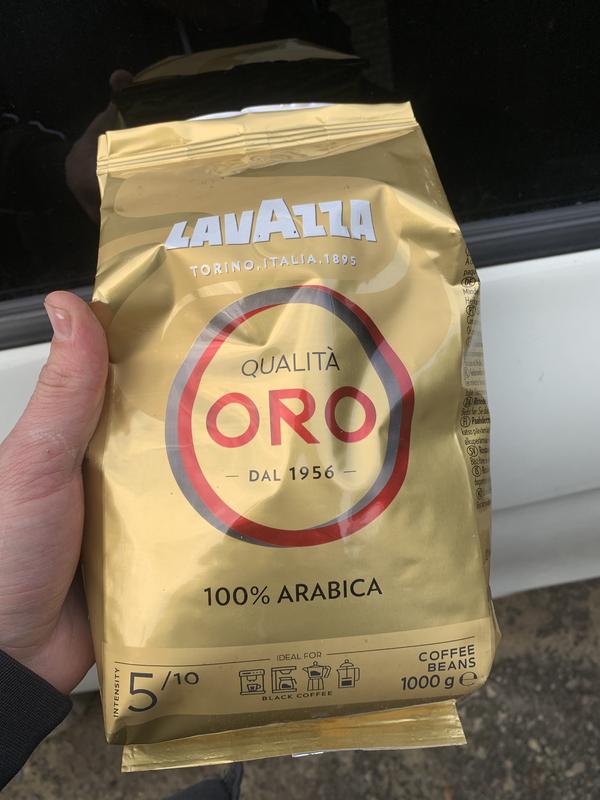 LAVAZZA
TORINO, ITALIA, 1895
QUALITÀ
ORO
— DAL 1956 —
100% ARABICA
INTENSITY
5/10
IDEAL FOR
BLACK COFFEE
COFFEE
BEANS
1000 g ℮